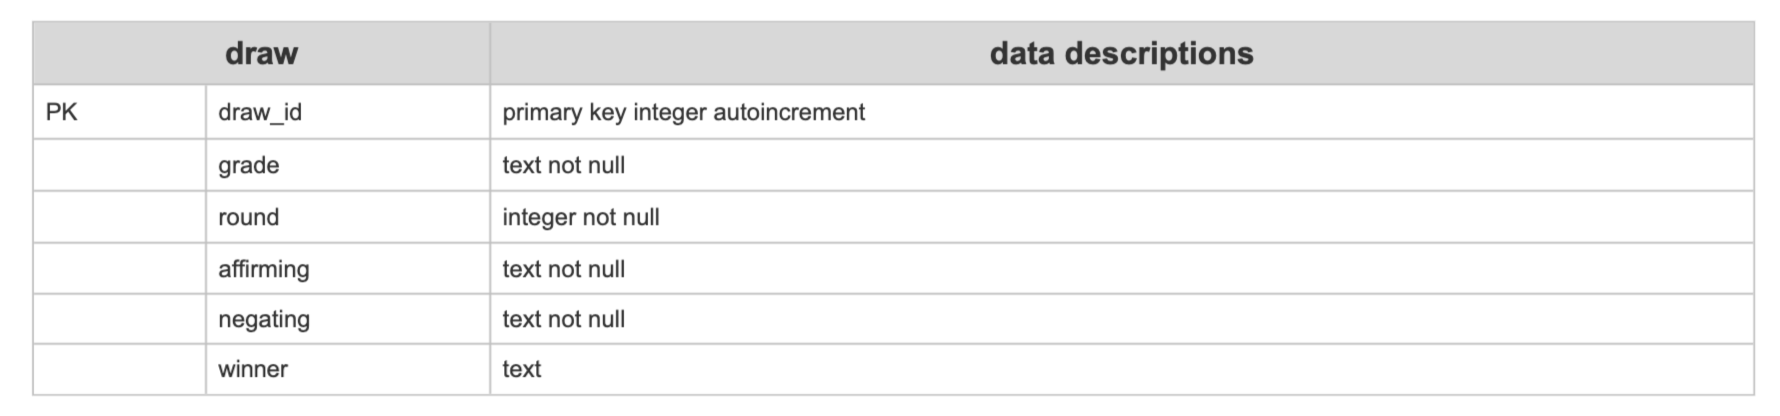 draw data descriptions
PK draw_id primary key integer autoincrement
grade text not null
round integer not null
affirming text not null
negating text not null
winner text